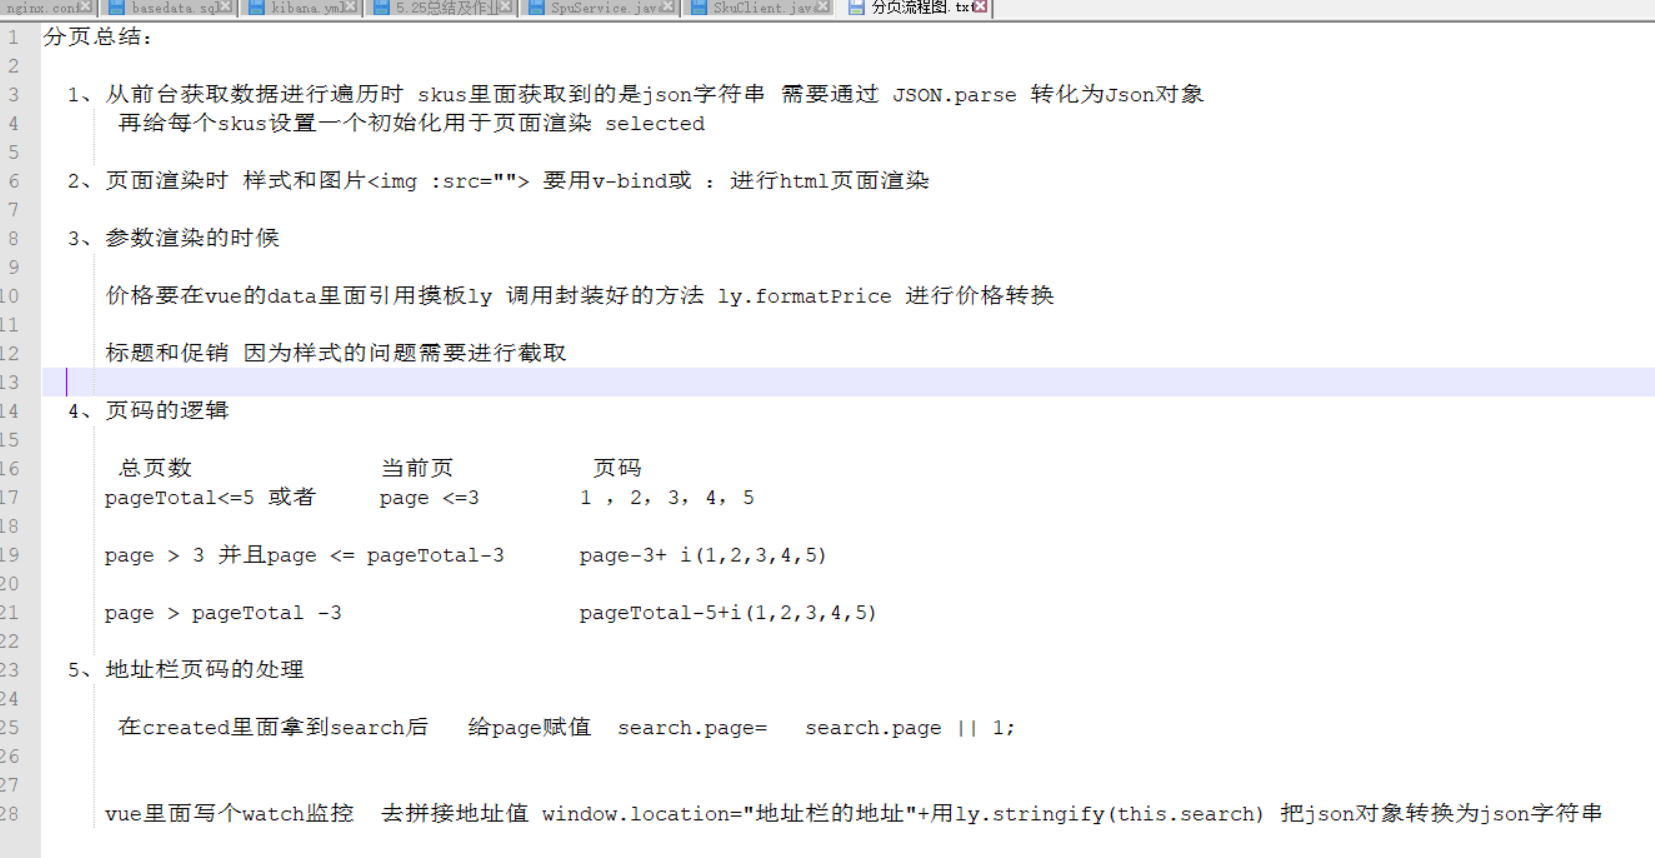 nginx.conf basedata.sql kibana.yml 5.25总结及作业 SpuService.java SkuClient.java 分页流程图.txt
1 分页总结：
2
3 1、从前台获取数据进行遍历时 skus里面获取到的是json字符串 需要通过 JSON.parse 转化为Json对象
4 再给每个skus设置一个初始化用于页面渲染 selected
5
6 2、页面渲染时 样式和图片<img :src=""> 要用v-bind或 ：进行html页面渲染
7
8 3、参数渲染的时候
9
10 价格要在vue的data里面引用摸板ly 调用封装好的方法 ly.formatPrice 进行价格转换
11
12 标题和促销 因为样式的问题需要进行截取
13
14 4、页码的逻辑
15
16 总页数 当前页 页码
17 pageTotal<=5 或者 page <=3 1 ，2，3，4，5
18
19 page > 3 并且page <= pageTotal-3 page-3+ i(1,2,3,4,5)
20
21 page > pageTotal -3 pageTotal-5+i(1,2,3,4,5)
22
23 5、地址栏页码的处理
24
25 在created里面拿到search后 给page赋值 search.page= search.page || 1;
26
27
28 vue里面写个watch监控 去拼接地址值 window.location="地址栏的地址"+用ly.stringify(this.search) 把json对象转换为json字符串